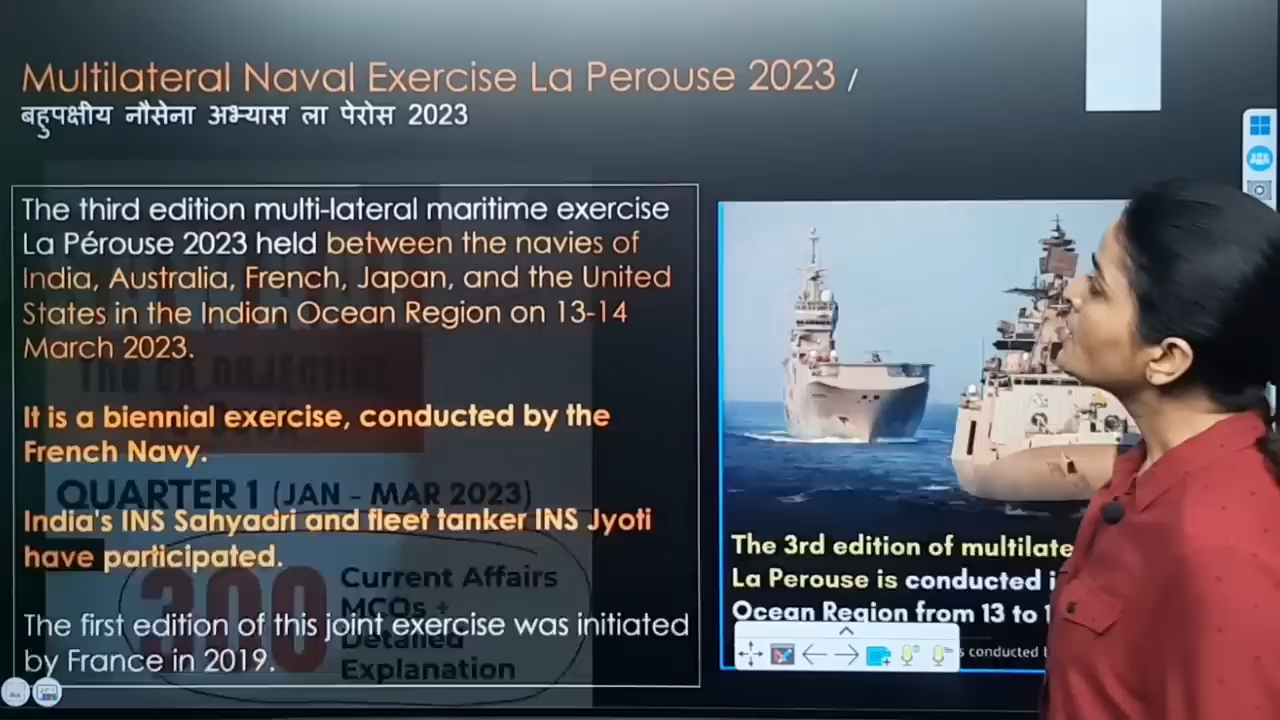 Multilateral Naval Exercise La Perouse 2023 /
बहुपक्षीय नौसेना अभ्यास ला पेरोस 2023
The third edition multi-lateral maritime exercise
La Pérouse 2023 held between the navies of
India, Australia, French, Japan, and the United
States in the Indian Ocean Region on 13-14
March 2023.
It is a biennial exercise, conducted by the
French Navy.
QUARTER 1 (JAN - MAR 2023)
India's INS Sahyadri and fleet tanker INS Jyoti
have participated.
300
Current Affairs
MCQs +
Detailed
Explanation
The first edition of this joint exercise was initiated
by France in 2019.
The 3rd edition of multilate
La Perouse is conducted i
Ocean Region from 13 to 1
s conducted b